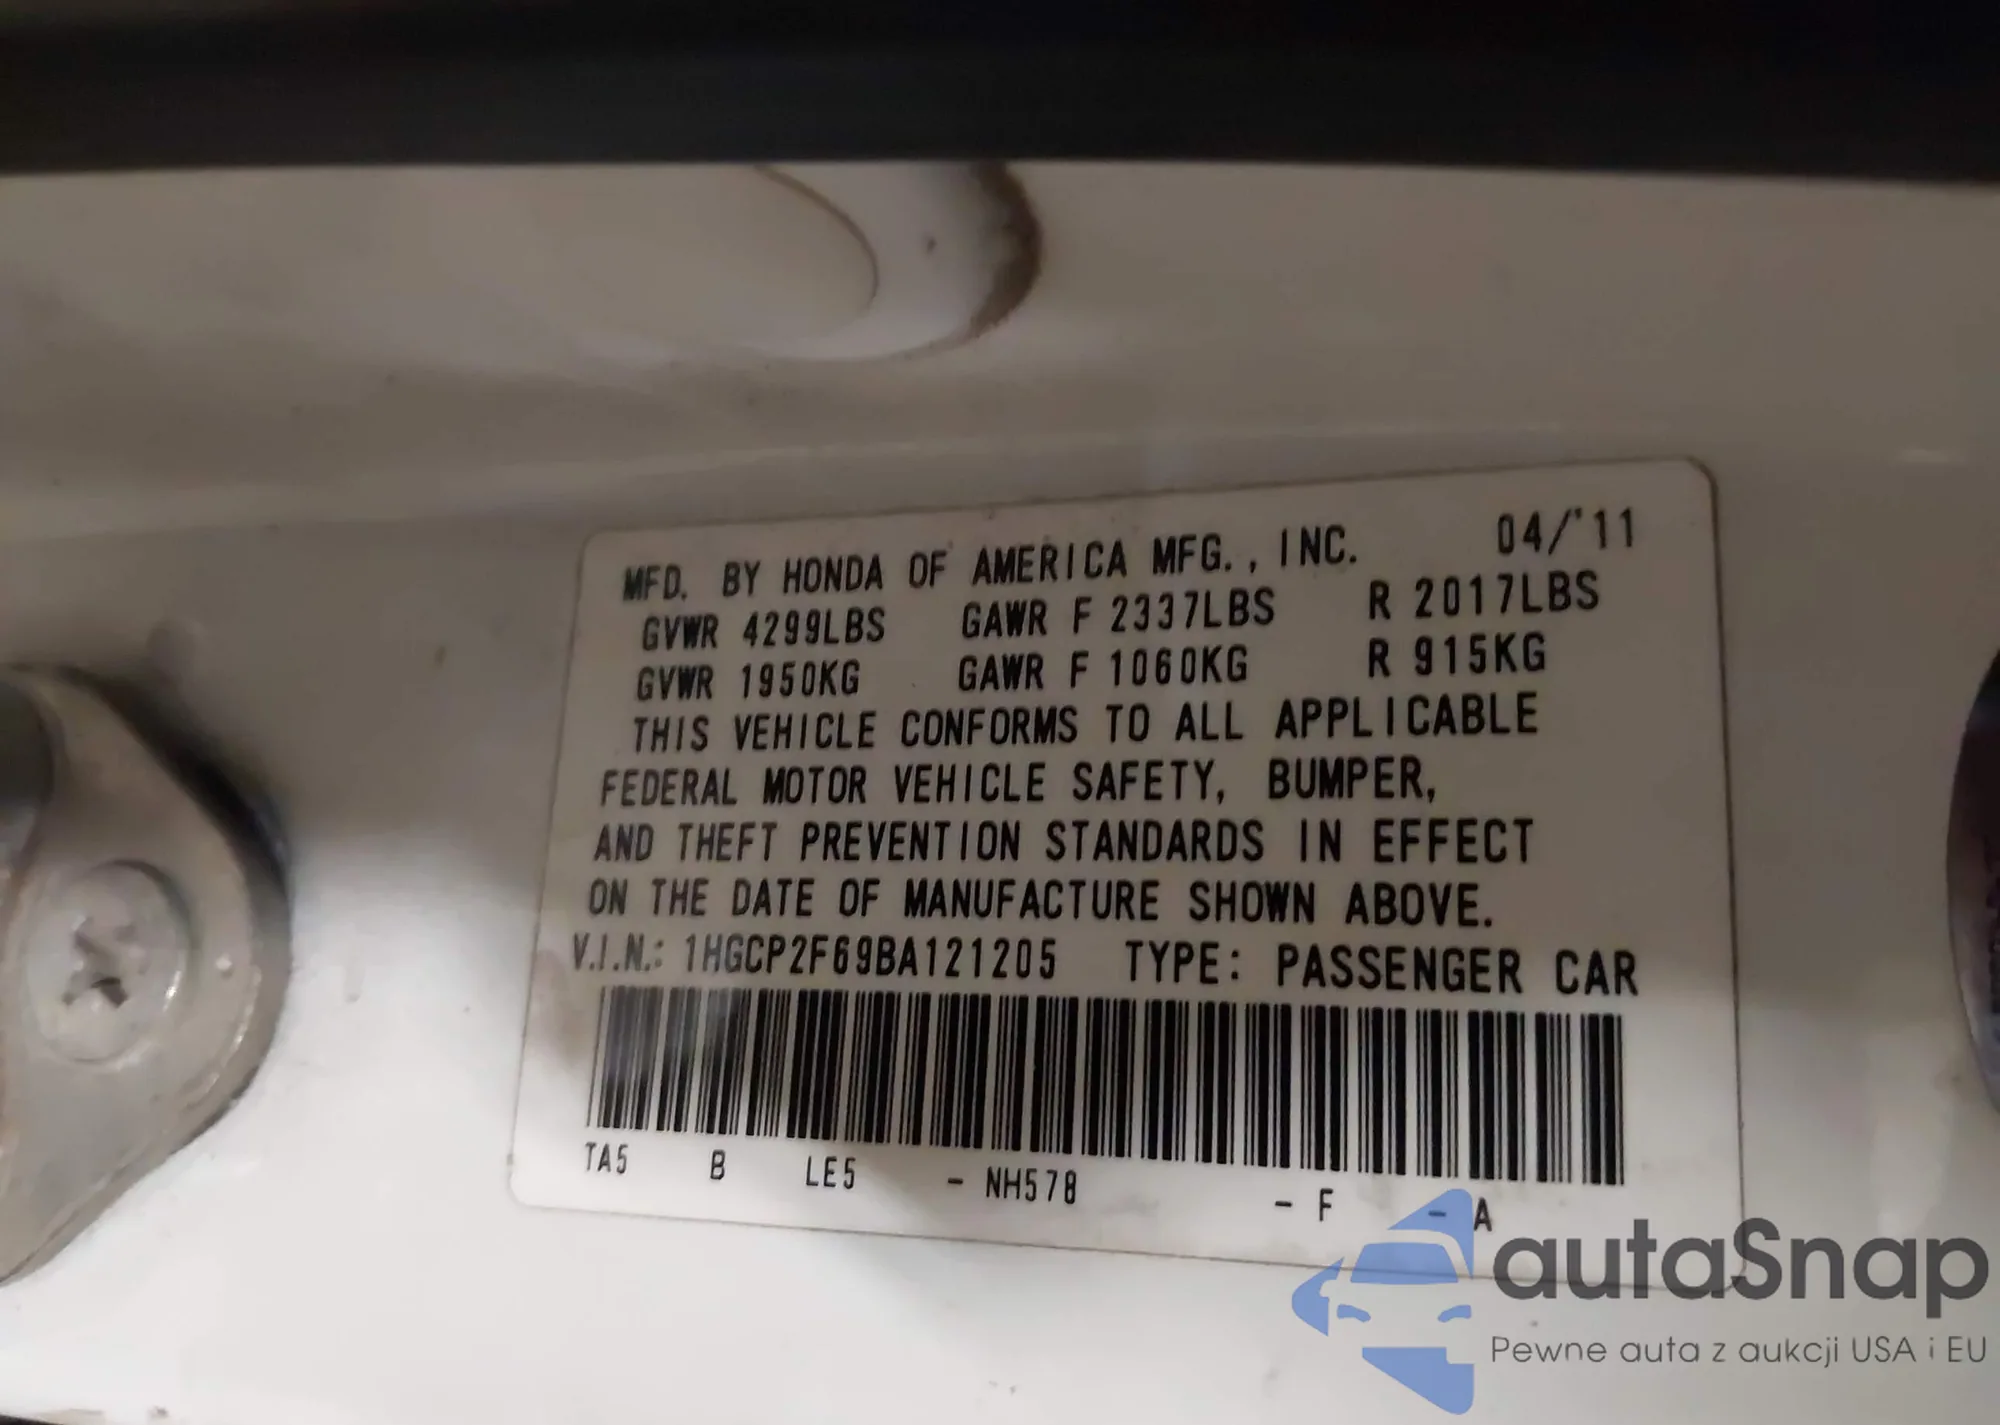 MFD. BY HONDA OF AMERICA MFG., INC. 04/'11
GVWR 4299LBS GAWR F 2337LBS R 2017LBS
GVWR 1950KG GAWR F 1060KG R 915KG
THIS VEHICLE CONFORMS TO ALL APPLICABLE
FEDERAL MOTOR VEHICLE SAFETY, BUMPER,
AND THEFT PREVENTION STANDARDS IN EFFECT
ON THE DATE OF MANUFACTURE SHOWN ABOVE.
V.I.N.: 1HGCP2F69BA121205 TYPE: PASSENGER CAR
TA5 B LE5 - NH578 - F - A
autaSnap
Pewne auta z aukcji USA i EU